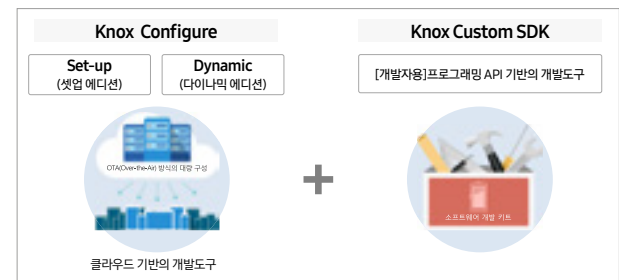 Knox Configure
Set-up
(셋업 에디션)
Dynamic
(다이나믹 에디션)
OTA(Over-the-Air) 방식의 대량 구성
클라우드 기반의 개발도구
+
Knox Custom SDK
[개발자용]프로그래밍 API 기반의 개발도구
소프트웨어 개발 키트